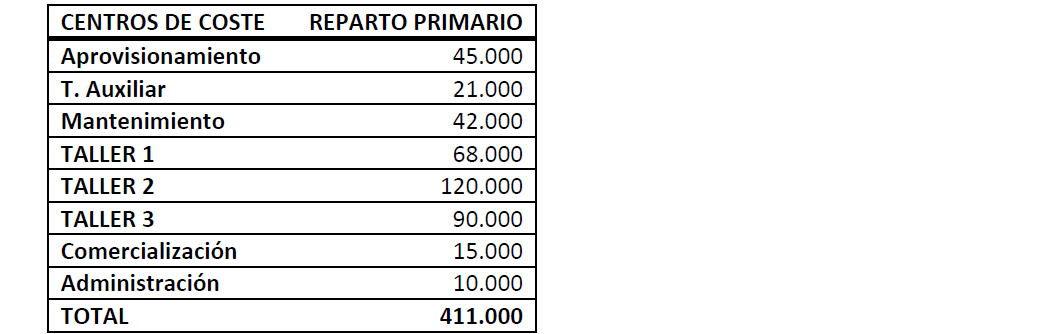 CENTROS DE COSTE REPARTO PRIMARIO
Aprovisionamiento 45.000
T. Auxiliar 21.000
Mantenimiento 42.000
TALLER 1 68.000
TALLER 2 120.000
TALLER 3 90.000
Comercialización 15.000
Administración 10.000
TOTAL 411.000